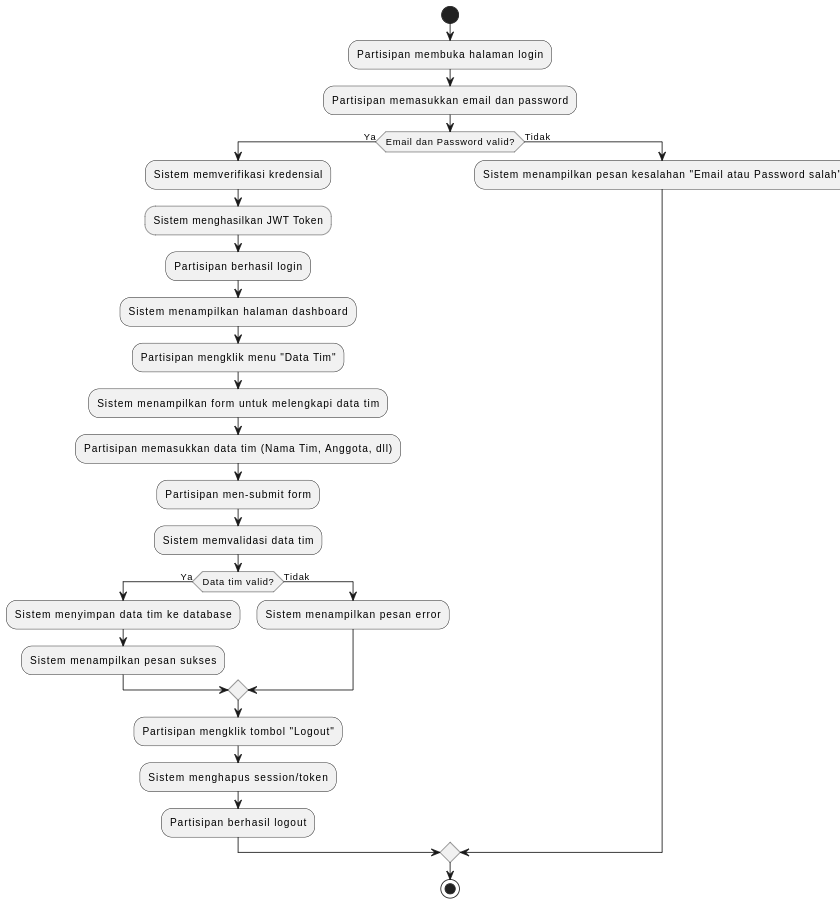 Partisipan membuka halaman login
Partisipan memasukkan email dan password
Ya
Email dan Password valid?
Tidak
Sistem memverifikasi kredensial
Sistem menampilkan pesan kesalahan "Email atau Password salah"
Sistem menghasilkan JWT Token
Partisipan berhasil login
Sistem menampilkan halaman dashboard
Partisipan mengklik menu "Data Tim"
Sistem menampilkan form untuk melengkapi data tim
Partisipan memasukkan data tim (Nama Tim, Anggota, dll)
Partisipan men-submit form
Sistem memvalidasi data tim
Ya
Data tim valid?
Tidak
Sistem menyimpan data tim ke database
Sistem menampilkan pesan error
Sistem menampilkan pesan sukses
Partisipan mengklik tombol "Logout"
Sistem menghapus session/token
Partisipan berhasil logout